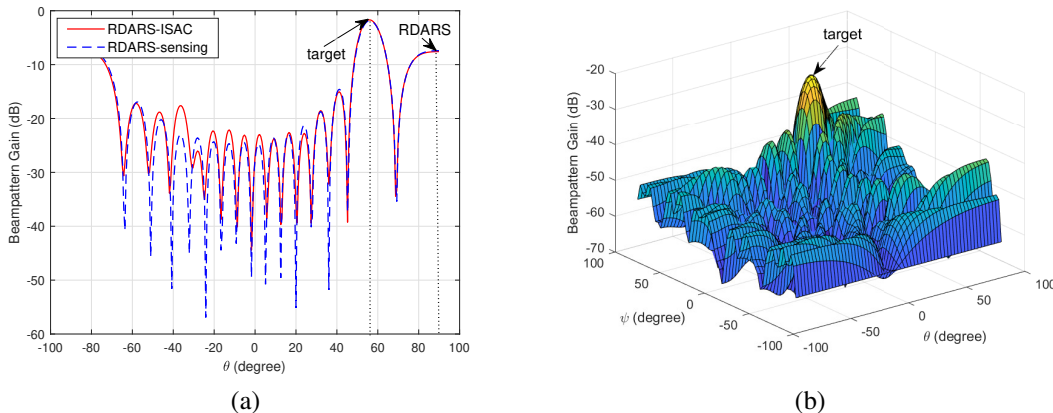 RDARS-ISAC
RDARS-sensing
target
RDARS
0
-10
-20
-30
-40
-50
-60
Beampattern Gain (dB)
-100 -80 -60 -40 -20 0 20 40 60 80 100
θ (degree)
(a)
target
-20
-30
-40
-50
-60
-70
Beampattern Gain (dB)
100
50
0
-50
-100
ψ (degree)
-100
-50
0
50
100
θ (degree)
(b)